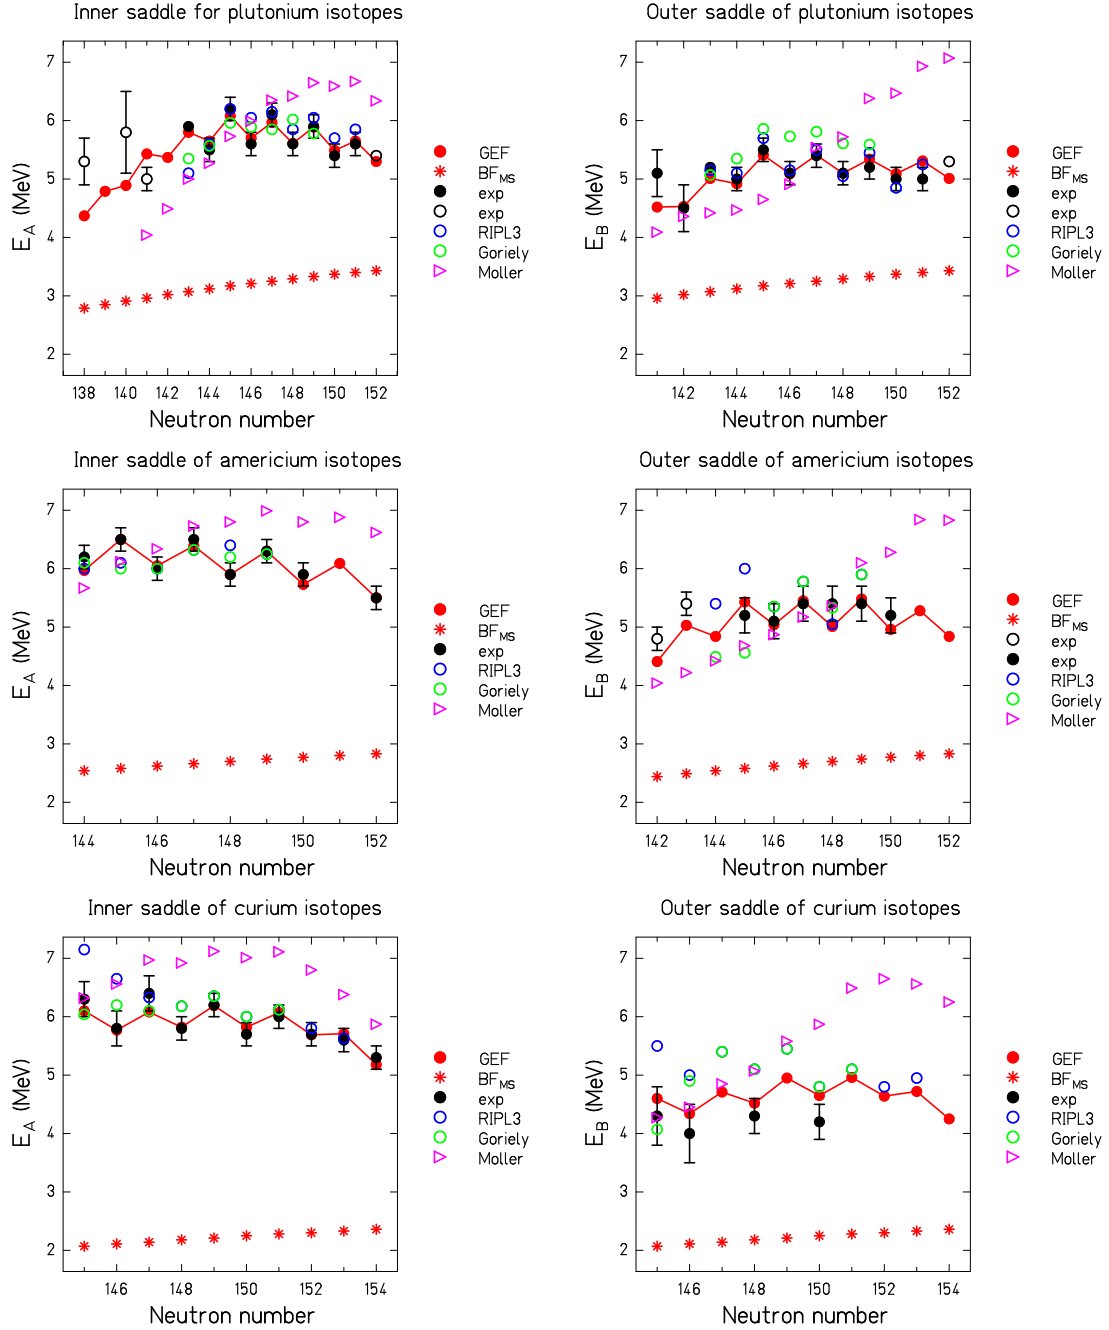 Inner saddle for plutonium isotopes
7
6
5
4
3
2
E_A (MeV)
138 140 142 144 146 148 150 152
Neutron number
GEF
BF_MS
exp
exp
RIPL3
Goriely
Moller
Outer saddle of plutonium isotopes
7
6
5
4
3
2
E_B (MeV)
142 144 146 148 150 152
Neutron number
GEF
BF_MS
exp
exp
RIPL3
Goriely
Moller
Inner saddle of americium isotopes
7
6
5
4
3
2
E_A (MeV)
144 146 148 150 152
Neutron number
GEF
BF_MS
exp
RIPL3
Goriely
Moller
Outer saddle of americium isotopes
7
6
5
4
3
2
E_B (MeV)
142 144 146 148 150 152
Neutron number
GEF
BF_MS
exp
exp
RIPL3
Goriely
Moller
Inner saddle of curium isotopes
7
6
5
4
3
2
E_A (MeV)
146 148 150 152 154
Neutron number
GEF
BF_MS
exp
RIPL3
Goriely
Moller
Outer saddle of curium isotopes
7
6
5
4
3
2
E_B (MeV)
146 148 150 152 154
Neutron number
GEF
BF_MS
exp
RIPL3
Goriely
Moller